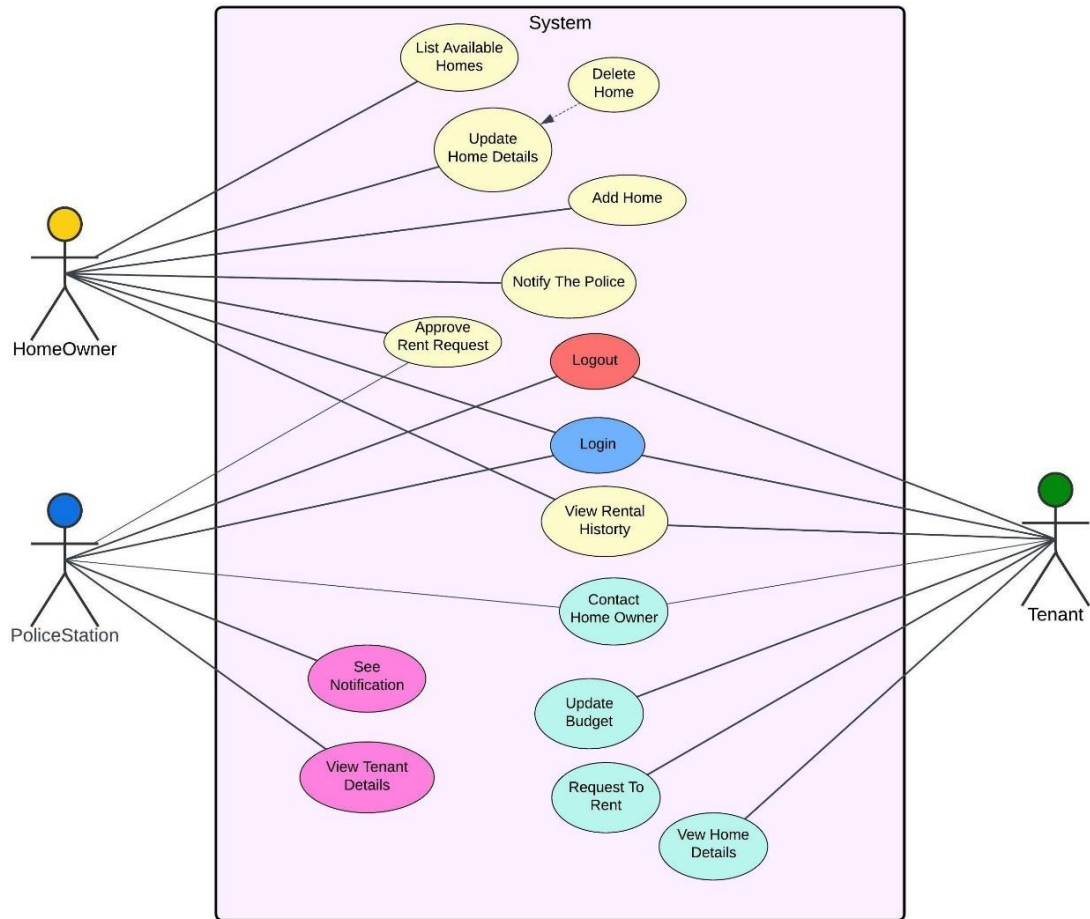 System
List Available
Homes
Delete
Home
Update
Home Details
Add Home
Notify The Police
HomeOwner
Approve
Rent Request
Logout
Login
View Rental
Historty
PoliceStation
Contact
Home Owner
Tenant
See
Notification
Update
Budget
View Tenant
Details
Request To
Rent
Vew Home
Details